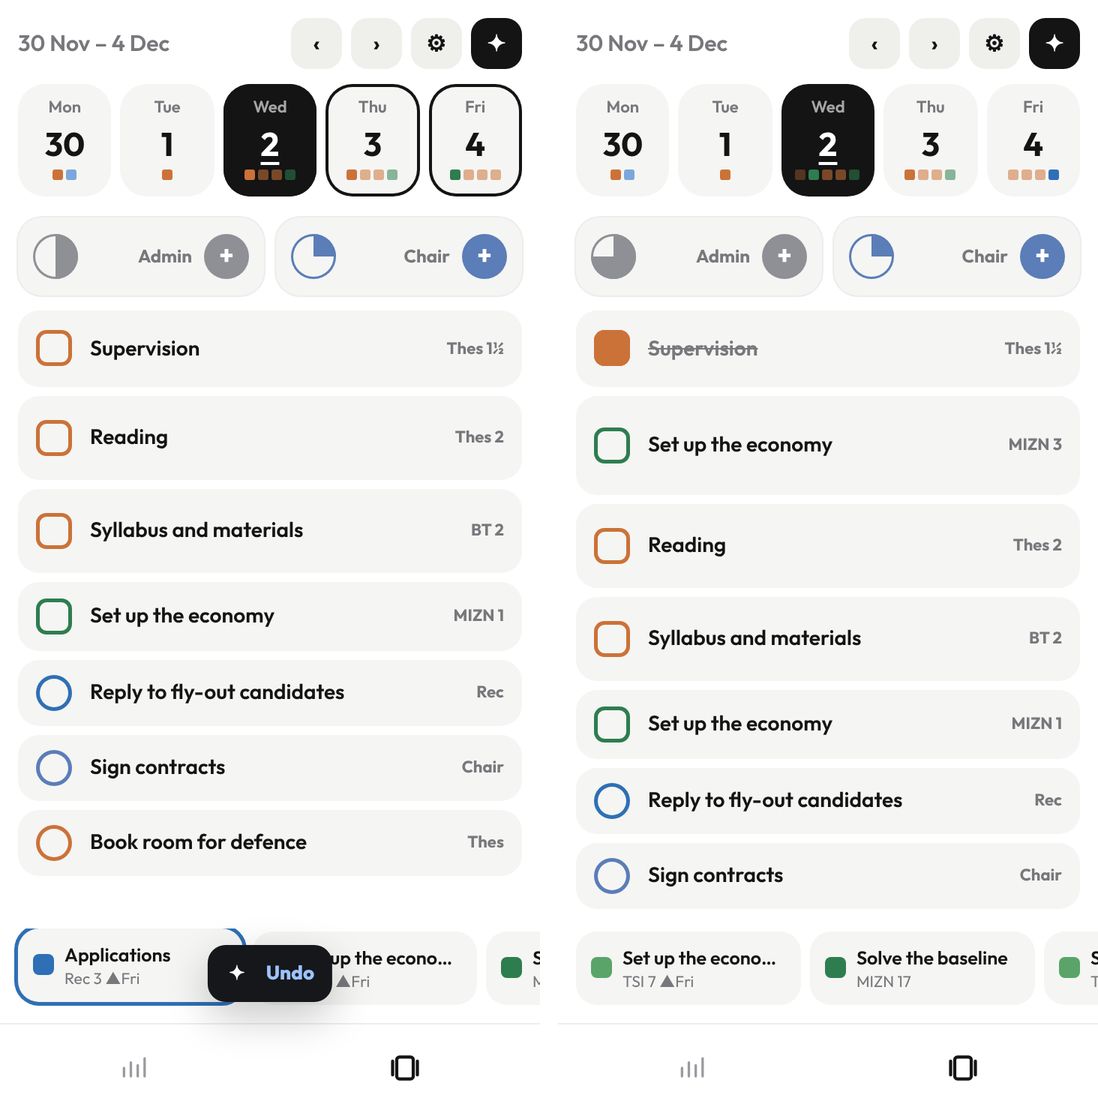 30 Nov – 4 Dec
Mon Tue Wed Thu Fri
30 1 2 3 4
Admin + Chair +
Supervision Thes 1½
Reading Thes 2
Syllabus and materials BT 2
Set up the economy MIZN 1
Reply to fly-out candidates Rec
Sign contracts Chair
Book room for defence Thes
Applications
Rec 3 ▲Fri
Undo
up the econo...
▲Fri
S
30 Nov – 4 Dec
Mon Tue Wed Thu Fri
30 1 2 3 4
Admin + Chair +
Supervision Thes 1½
Set up the economy MIZN 3
Reading Thes 2
Syllabus and materials BT 2
Set up the economy MIZN 1
Reply to fly-out candidates Rec
Sign contracts Chair
Set up the econo...
TSI 7 ▲Fri
Solve the baseline
MIZN 17